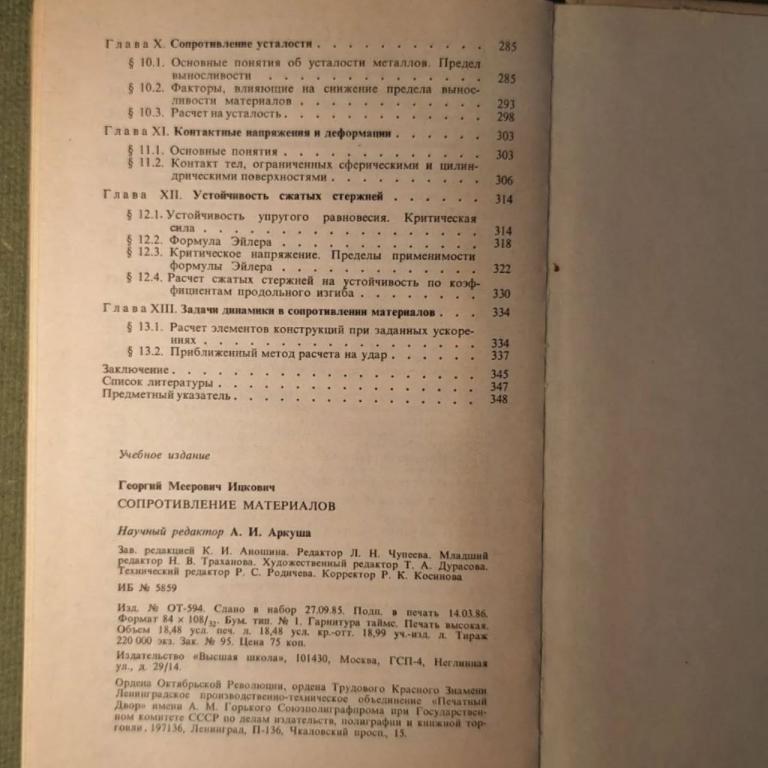 Глава X. Сопротивление усталости . . . . . . . . . . . . 285
§ 10.1. Основные понятия об усталости металлов. Предел
выносливости . . . . . . . . . . . . . 285
§ 10.2. Факторы, влияющие на снижение предела вынос-
ливости материалов . . . . . . . . . . . 293
§ 10.3. Расчет на усталость. . . . . . . . . . . . 298
Глава XI. Контактные напряжения и деформации . . . . . . 303
§ 11.1. Основные понятия . . . . . . . . . . . . 303
§ 11.2. Контакт тел, ограниченных сферическими и цилин-
дрическими поверхностями . . . . . . . . . 306
Глава XII. Устойчивость сжатых стержней . . . . . . 314
§ 12.1. Устойчивость упругого равновесия. Критическая
сила . . . . . . . . . . . . . . . . 314
§ 12.2. Формула Эйлера . . . . . . . . . . . . 318
§ 12.3. Критическое напряжение. Пределы применимости
формулы Эйлера . . . . . . . . . . . . 322
§ 12.4. Расчет сжатых стержней на устойчивость по коэф-
фициентам продольного изгиба . . . . . . . 330
Глава XIII. Задачи динамики в сопротивлении материалов . . . 334
§ 13.1. Расчет элементов конструкций при заданных ускоре-
ниях . . . . . . . . . . . . . . . . 334
§ 13.2. Приближенный метод расчета на удар . . . . . . 337
Заключение . . . . . . . . . . . . . . . . . 345
Список литературы . . . . . . . . . . . . . . . 347
Предметный указатель . . . . . . . . . . . . . . 348
Учебное издание
Георгий Меерович Ицкович
СОПРОТИВЛЕНИЕ МАТЕРИАЛОВ
Научный редактор А. И. Аркуша
Зав. редакцией К. И. Аношина. Редактор Л. Н. Чупеева. Младший
редактор Н. В. Траханова. Художественный редактор Т. А. Дурасова.
Технический редактор Р. С. Родичева. Корректор Р. К. Косинова
ИБ № 5859
Изд. № ОТ-594. Сдано в набор 27.09.85. Подп. в печать 14.03.86.
Формат 84 × 108/32. Бум. тип. № 1. Гарнитура таймс. Печать высокая.
Объем 18,48 усл. печ. л. 18,48 усл. кр.-отт. 18,99 уч.-изд. л. Тираж
220 000 экз. Зак. № 95. Цена 75 коп.
Издательство «Высшая школа», 101430, Москва, ГСП-4, Неглинная
ул., д. 29/14.
Ордена Октябрьской Революции, ордена Трудового Красного Знамени
Ленинградское производственно-техническое объединение «Печатный
Двор» имени А. М. Горького Союзполиграфпрома при Государствен-
ном комитете СССР по делам издательств, полиграфии и книжной тор-
говли. 197136, Ленинград, П-136, Чкаловский просп., 15.